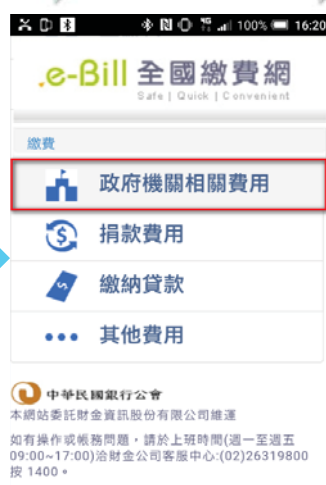 4G 100% 16:20
e-Bill 全國繳費網
Safe | Quick | Convenient
繳費
政府機關相關費用
捐款費用
繳納貸款
其他費用
中華民國銀行公會
本網站委託財金資訊股份有限公司維運
如有操作或帳務問題，請於上班時間(週一至週五
09:00~17:00)洽財金公司客服中心:(02)26319800
按 1400。